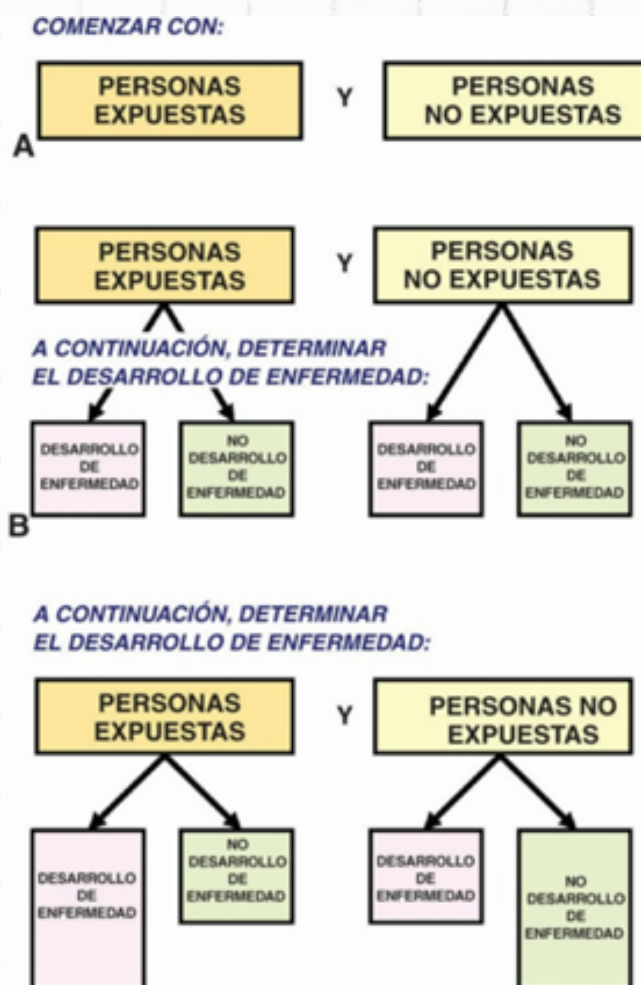 COMENZAR CON:
PERSONAS
EXPUESTAS
Y
PERSONAS
NO EXPUESTAS
A
PERSONAS
EXPUESTAS
Y
PERSONAS
NO EXPUESTAS
A CONTINUACIÓN, DETERMINAR
EL DESARROLLO DE ENFERMEDAD:
DESARROLLO
DE
ENFERMEDAD
NO
DESARROLLO
DE
ENFERMEDAD
DESARROLLO
DE
ENFERMEDAD
NO
DESARROLLO
DE
ENFERMEDAD
B
A CONTINUACIÓN, DETERMINAR
EL DESARROLLO DE ENFERMEDAD:
PERSONAS
EXPUESTAS
Y
PERSONAS NO
EXPUESTAS
DESARROLLO
DE
ENFERMEDAD
NO
DESARROLLO
DE
ENFERMEDAD
DESARROLLO
DE
ENFERMEDAD
NO
DESARROLLO
DE
ENFERMEDAD